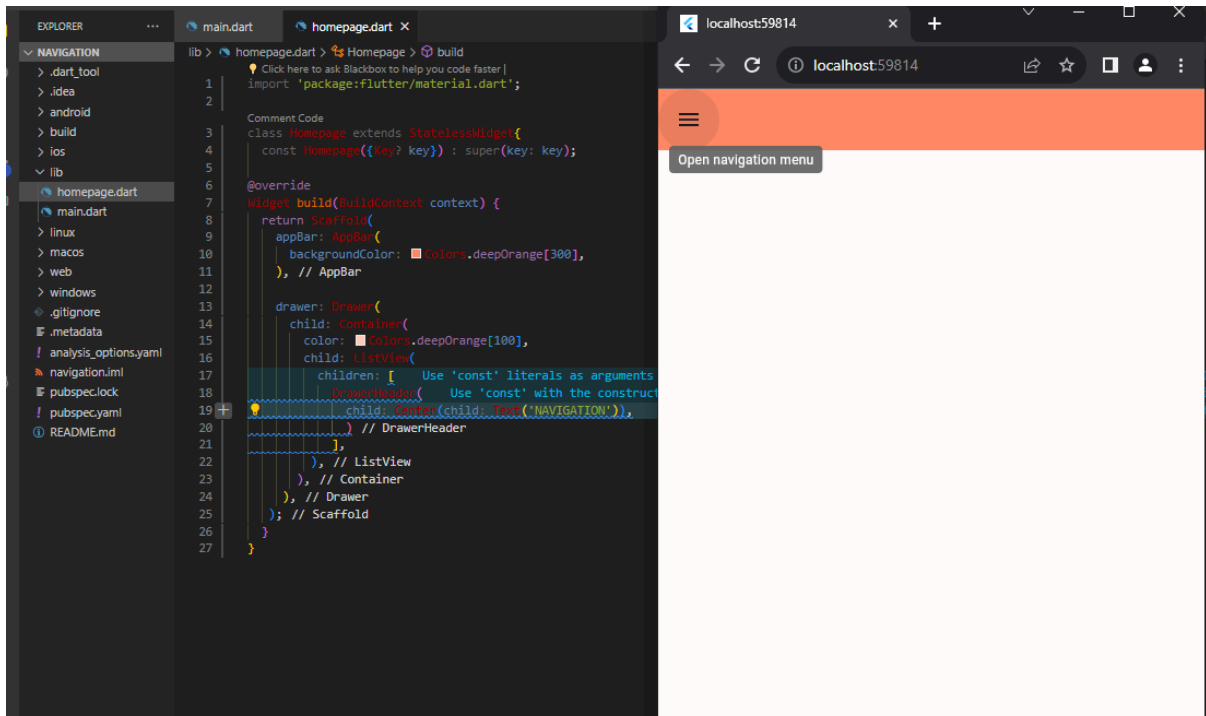 EXPLORER ···
NAVIGATION
.dart_tool
.idea
android
build
ios
lib
homepage.dart
main.dart
linux
macos
web
windows
.gitignore
.metadata
analysis_options.yaml
navigation.iml
pubspec.lock
pubspec.yaml
README.md
main.dart homepage.dart
lib > homepage.dart > Homepage > build
Click here to ask Blackbox to help you code faster |
1 import 'package:flutter/material.dart';
2
Comment Code
3 class Homepage extends StatelessWidget{
4 const Homepage({Key? key}) : super(key: key);
5
6 @override
7 Widget build(BuildContext context) {
8 return Scaffold(
9 appBar: AppBar(
10 backgroundColor: Colors.deepOrange[300],
11 ), // AppBar
12
13 drawer: Drawer(
14 child: Container(
15 color: Colors.deepOrange[100],
16 child: ListView(
17 children: [ Use 'const' literals as arguments
18 DrawerHeader( Use 'const' with the construct
19 child: Center(child: Text('NAVIGATION')),
20 ) // DrawerHeader
21 ],
22 ), // ListView
23 ), // Container
24 ), // Drawer
25 ); // Scaffold
26 }
27 }
localhost:59814
localhost:59814
Open navigation menu